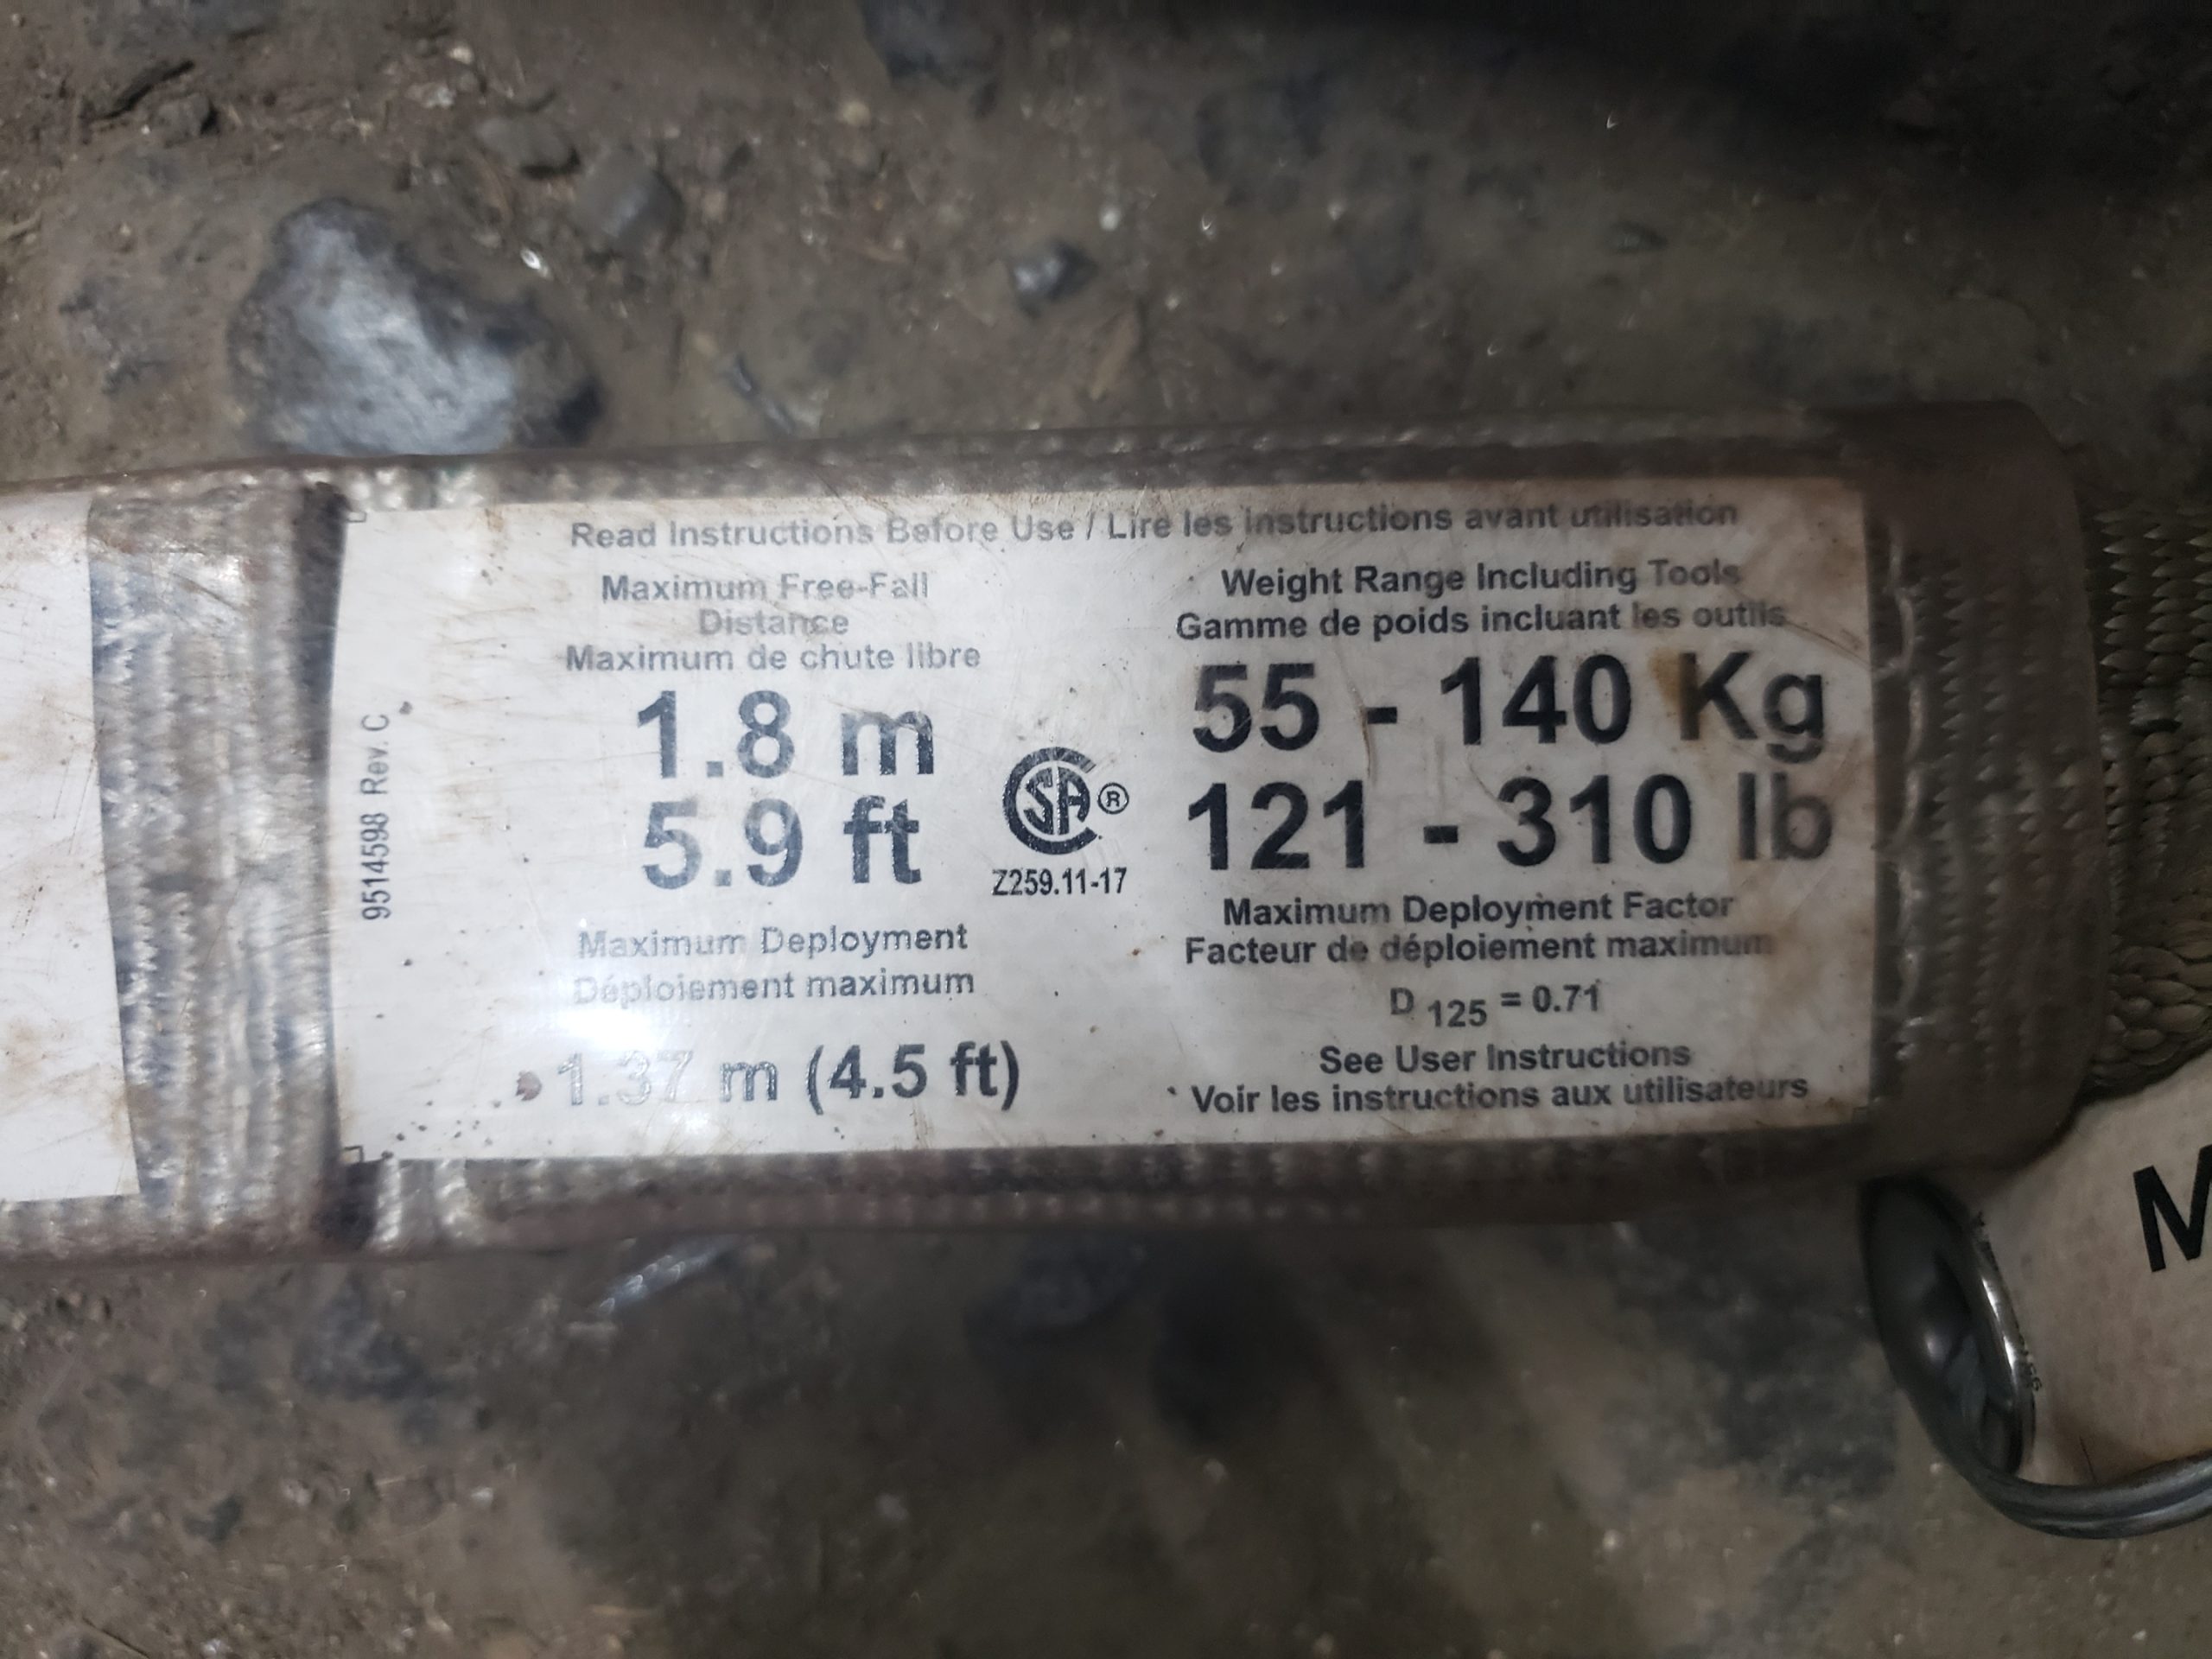 Read Instructions Before Use / Lire les instructions avant utilisation
Maximum Free-Fall
Distance
Maximum de chute libre
1.8 m
5.9 ft
Maximum Deployment
Déploiement maximum
1.37 m (4.5 ft)
9514598 Rev. C
CSA®
Z259.11-17
Weight Range Including Tools
Gamme de poids incluant les outils
55 - 140 Kg
121 - 310 lb
Maximum Deployment Factor
Facteur de déploiement maximum
D 125 = 0.71
See User Instructions
Voir les instructions aux utilisateurs